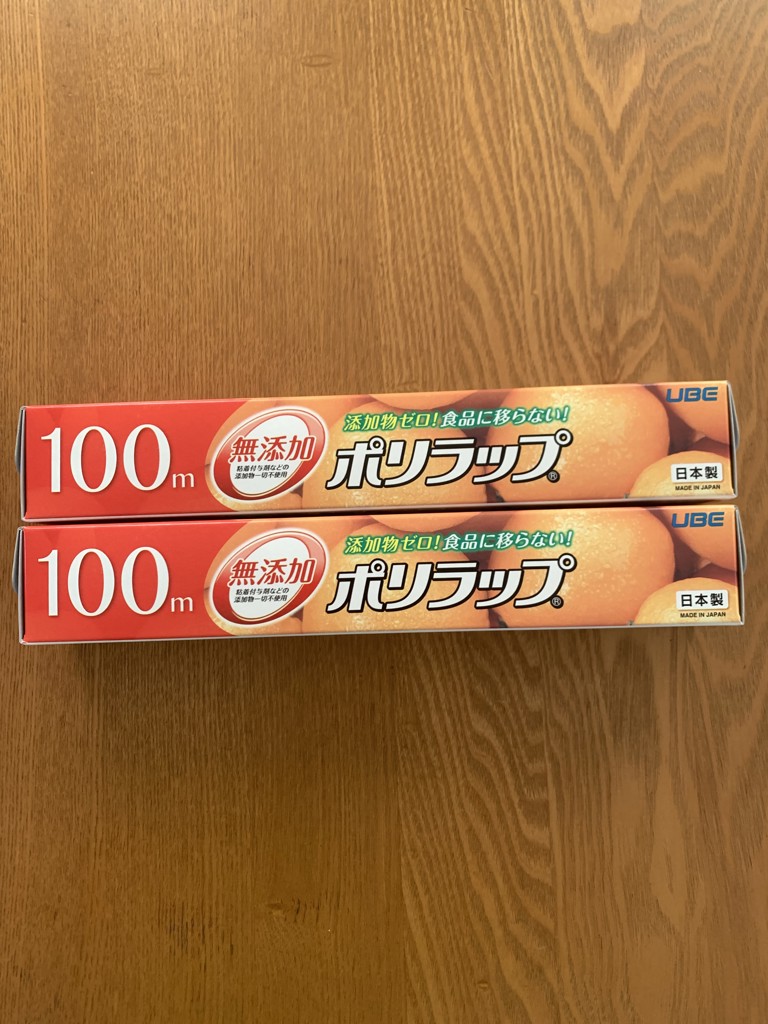 100m
無添加
粘着付与剤などの
添加物一切不使用
添加物ゼロ!食品に移らない!
ポリラップ®
UBE
日本製
MADE IN JAPAN
100m
無添加
粘着付与剤などの
添加物一切不使用
添加物ゼロ!食品に移らない!
ポリラップ®
UBE
日本製
MADE IN JAPAN